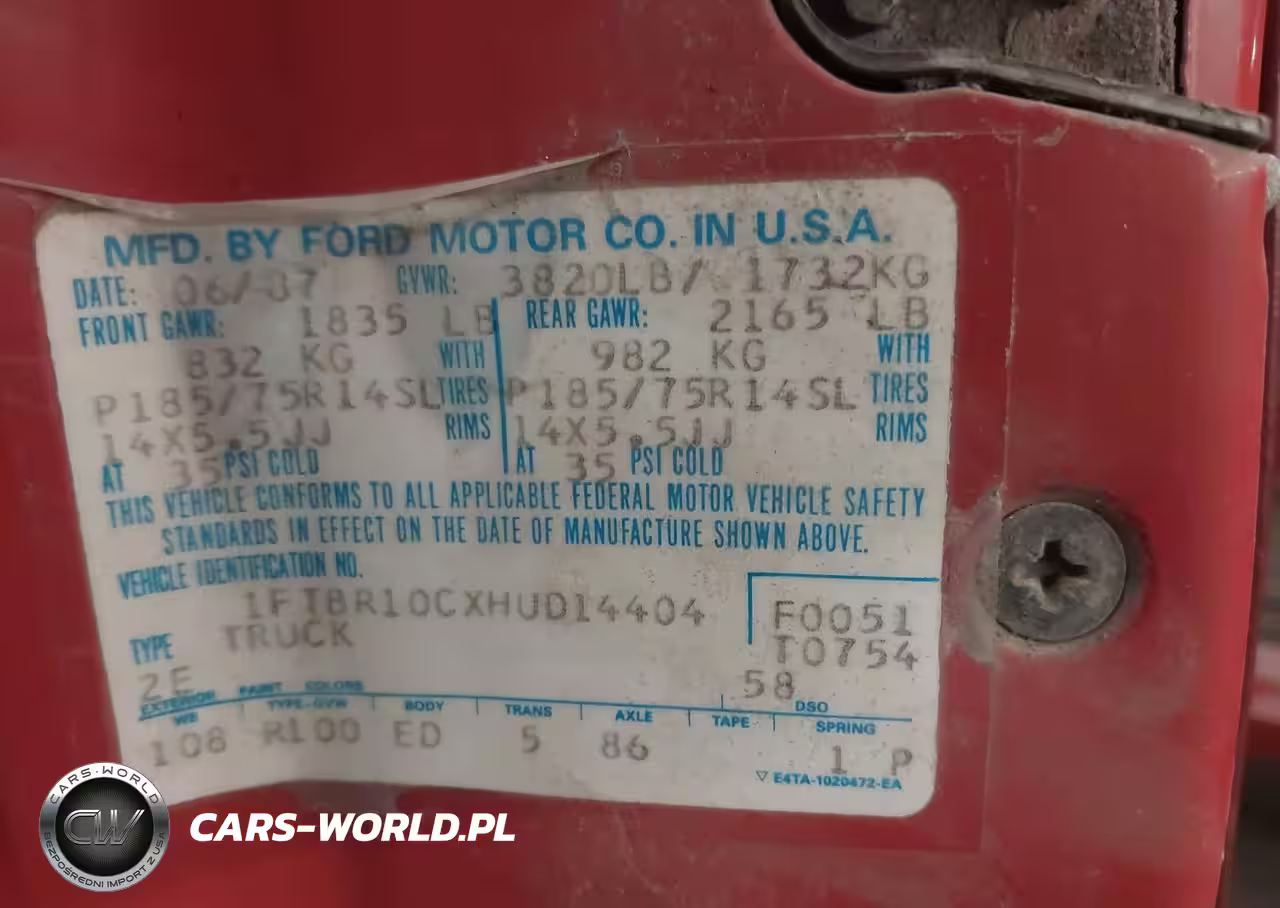 MFD. BY FORD MOTOR CO. IN U.S.A.
DATE: 06/87 GVWR: 3820LB/ 1732KG
FRONT GAWR: 1835 LB REAR GAWR: 2165 LB
832 KG WITH 982 KG WITH
P185/75R14SL TIRES P185/75R14SL TIRES
14X5.5JJ RIMS 14X5.5JJ RIMS
AT 35 PSI COLD AT 35 PSI COLD
THIS VEHICLE CONFORMS TO ALL APPLICABLE FEDERAL MOTOR VEHICLE SAFETY
STANDARDS IN EFFECT ON THE DATE OF MANUFACTURE SHOWN ABOVE.
VEHICLE IDENTIFICATION NO.
1FTBR10CXHUD14404 F0051
TYPE TRUCK T0754
2E 58
EXTERIOR PAINT COLORS DSO
WB TYPE-GVW BODY TRANS AXLE TAPE SPRING
108 R100 ED 5 86 1 P
▽ E4TA-1020472-EA
CARS-WORLD
CW
BEZPOŚREDNI IMPORT Z USA
CARS-WORLD.PL